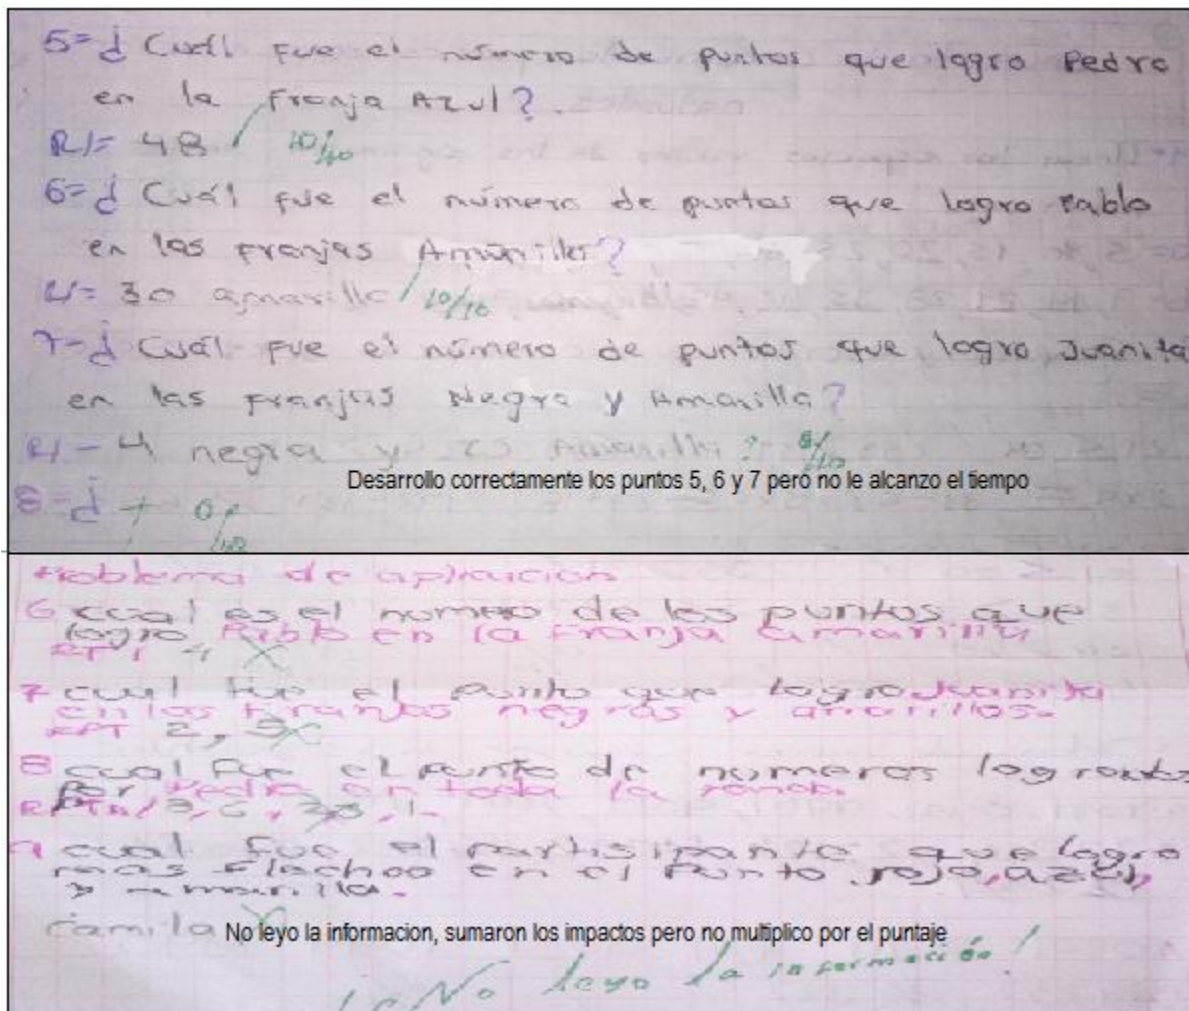 5= ¿ Cuál fue el número de puntos que logro Pedro
en la Franja Azul?
R/= 48 10/10
6= ¿ Cuál fue el número de puntos que logro Pablo
en las franjas Amarillas?
R/= 30 amarillo 10/10
7= ¿ Cuál fue el número de puntos que logro Juanita
en las franjas Negra y Amarilla?
R/= 4 negra y Amarilla
Desarrollo correctamente los puntos 5, 6 y 7 pero no le alcanzo el tiempo
8= ¿ 0/10
Problema de aplicación
6 cual es el numero de los puntos que
logro Pablo en la franja amarilla
RPT 4
7 cual fue el punto que logro Juanita
en las franjas negras y amarillos.
RPT 2, 3
8 cual fue el punto de numeros logrados
por Pedro en toda la ronda
9 cual fue el partisipante que logro
mas flechas en el punto rojo, azul,
y amarilla.
Camila
No leyo la informacion, sumaron los impactos pero no multiplico por el puntaje
No leyo la información!